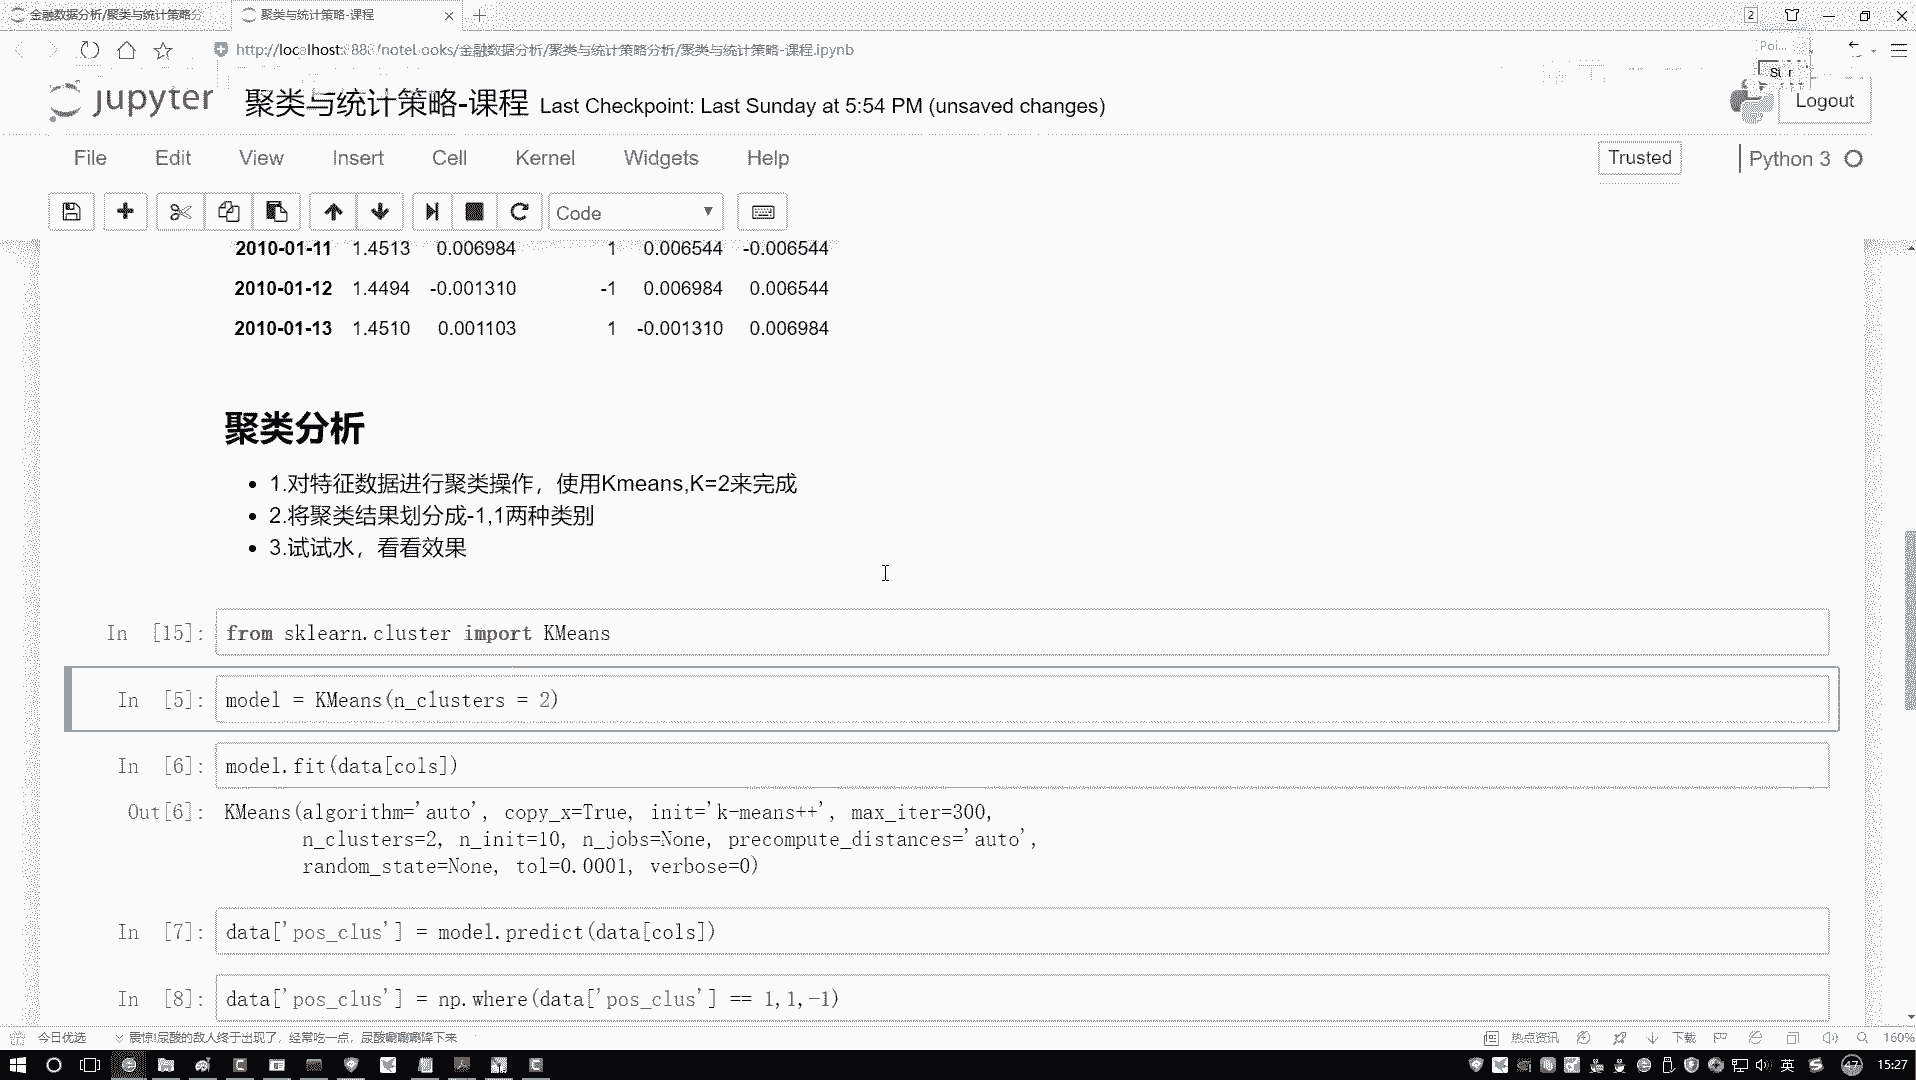 金融数据分析/聚类与统计策略分
聚类与统计策略-课程
2
http://localhost:888/notebooks/金融数据分析/聚类与统计策略分析/聚类与统计策略-课程.ipynb
Poi...
jupyter 聚类与统计策略-课程 Last Checkpoint: Last Sunday at 5:54 PM (unsaved changes)
Logout
File Edit View Insert Cell Kernel Widgets Help
Trusted
Python 3
Code
2010-01-11 1.4513 0.006984 1 0.006544 -0.006544
2010-01-12 1.4494 -0.001310 -1 0.006984 0.006544
2010-01-13 1.4510 0.001103 1 -0.001310 0.006984
聚类分析
1.对特征数据进行聚类操作，使用Kmeans,K=2来完成
2.将聚类结果划分成-1,1两种类别
3.试试水，看看效果
In [15]: from sklearn.cluster import KMeans
In [5]: model = KMeans(n_clusters = 2)
In [6]: model.fit(data[cols])
Out[6]: KMeans(algorithm='auto', copy_x=True, init='k-means++', max_iter=300,
n_clusters=2, n_init=10, n_jobs=None, precompute_distances='auto',
random_state=None, tol=0.0001, verbose=0)
In [7]: data['pos_clus'] = model.predict(data[cols])
In [8]: data['pos_clus'] = np.where(data['pos_clus'] == 1,1,-1)
今日优选
震惊!尿酸的敌人终于出现了，经常吃一点，尿酸唰唰唰降下来
热点资讯
下载
160%
英
47
15:27